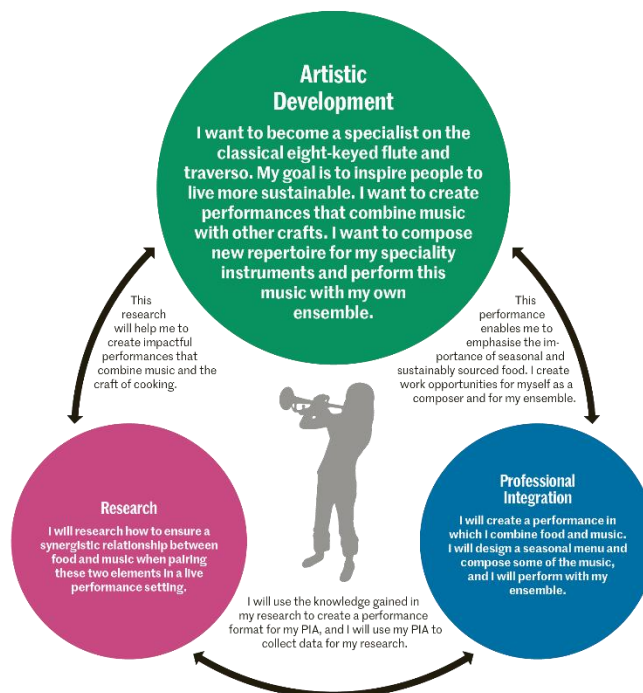 Artistic
Development
I want to become a specialist on the
classical eight-keyed flute and
traverso. My goal is to inspire people to
live more sustainable. I want to create
performances that combine music
with other crafts. I want to compose
new repertoire for my speciality
instruments and perform this
music with my own
ensemble.
This
research
will help me to
create impactful
performances that
combine music and the
craft of cooking.
This
performance
enables me to
emphasise the im-
portance of seasonal and
sustainably sourced food. I create
work opportunities for myself as a
composer and for my ensemble.
Research
I will research how to ensure a
synergistic relationship between
food and music when pairing
these two elements in a live
performance setting.
Professional
Integration
I will create a performance in
which I combine food and music.
I will design a seasonal menu and
compose some of the music,
and I will perform with my
ensemble.
I will use the knowledge gained in
my research to create a performance
format for my PIA, and I will use my PIA to
collect data for my research.